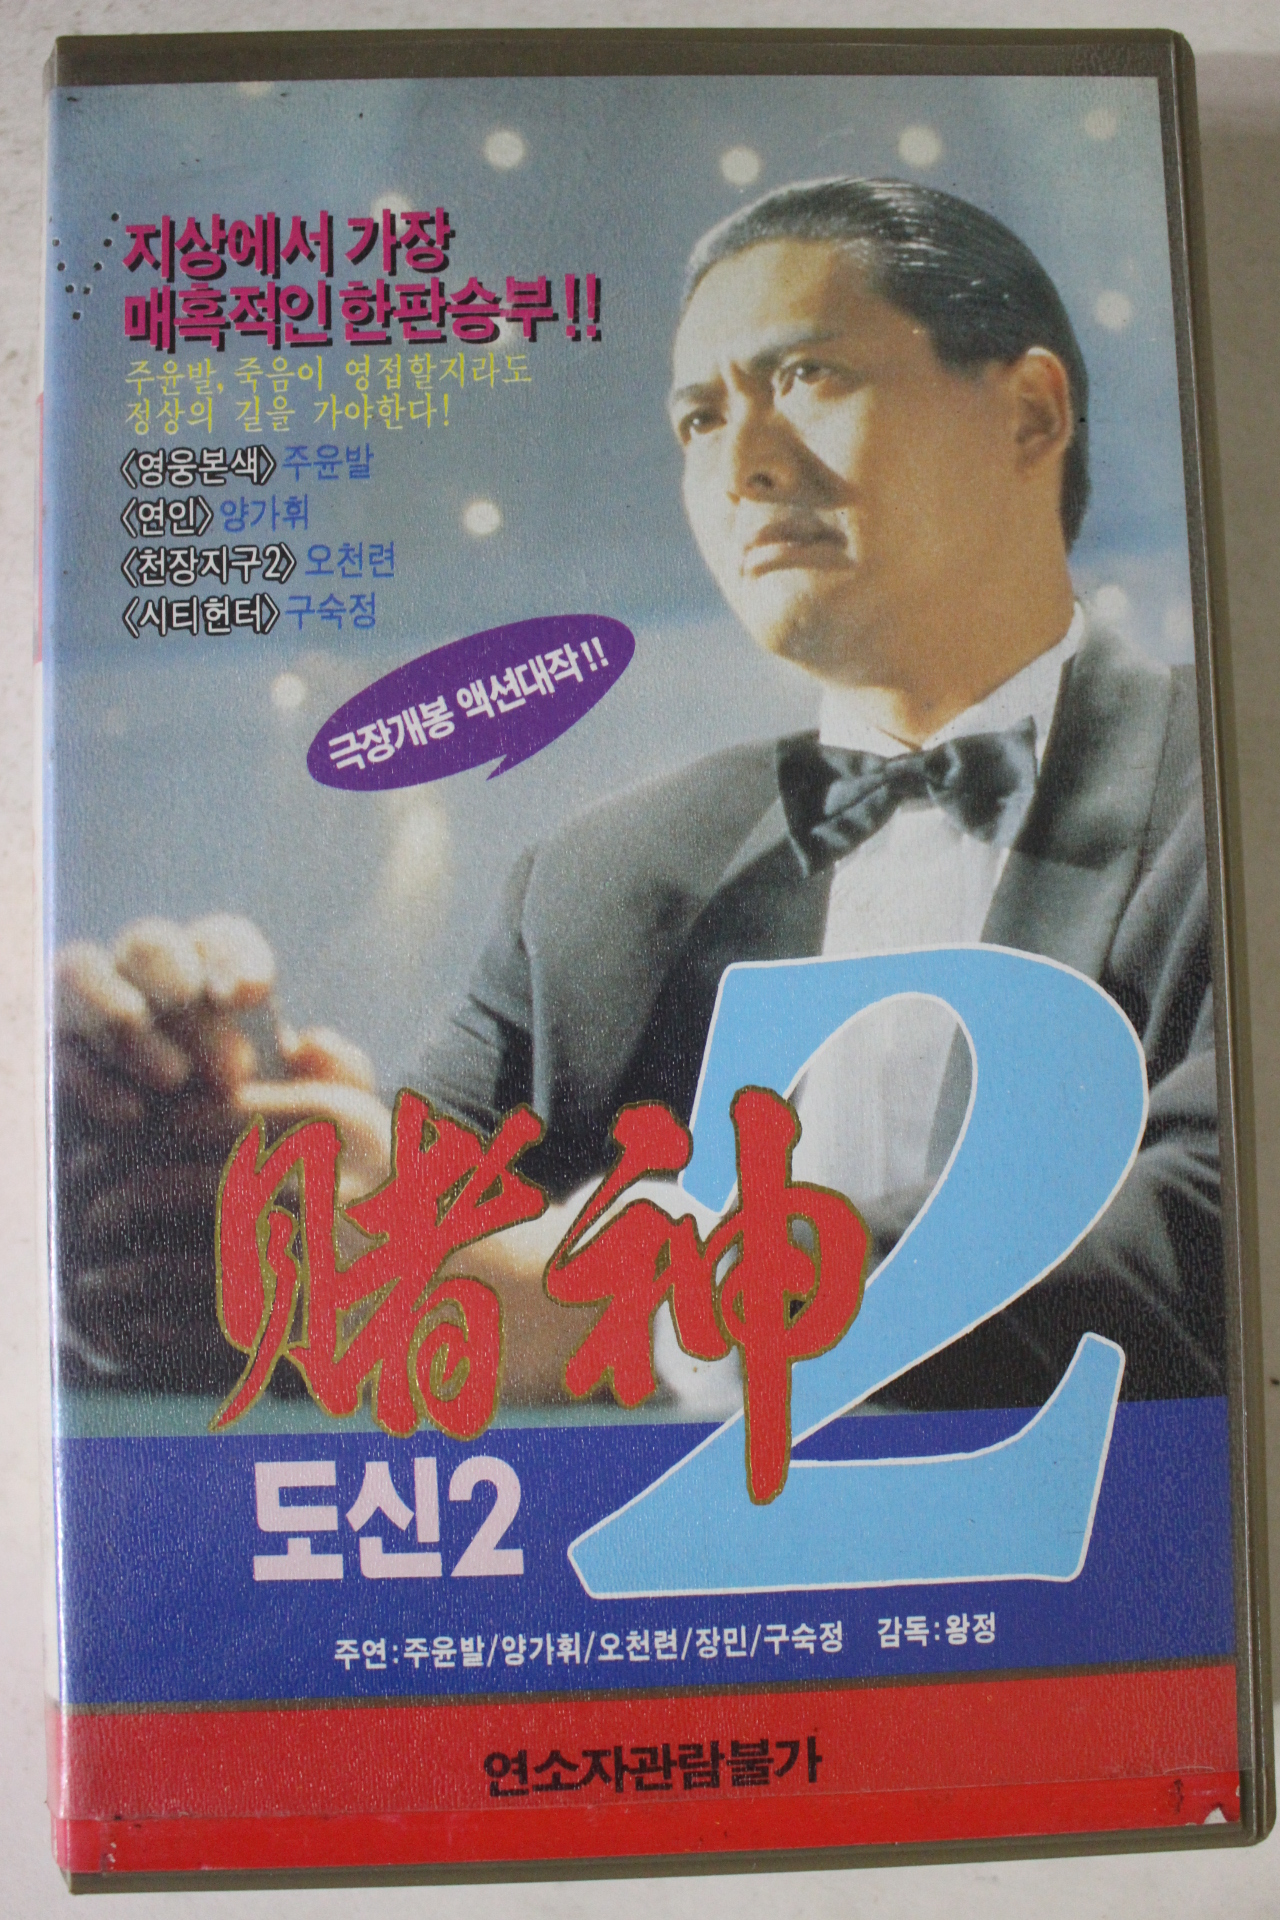 지상에서 가장
매혹적인 한판승부!!
주윤발, 죽음이 영접할지라도
정상의 길을 가야한다!
〈영웅본색〉 주윤발
〈연인〉 양가휘
〈천장지구2〉 오천련
〈시티헌터〉 구숙정
극장개봉 액션대작!!
賭神2
도신2
주연:주윤발/양가휘/오천련/장민/구숙정 감독:왕정
연소자관람불가